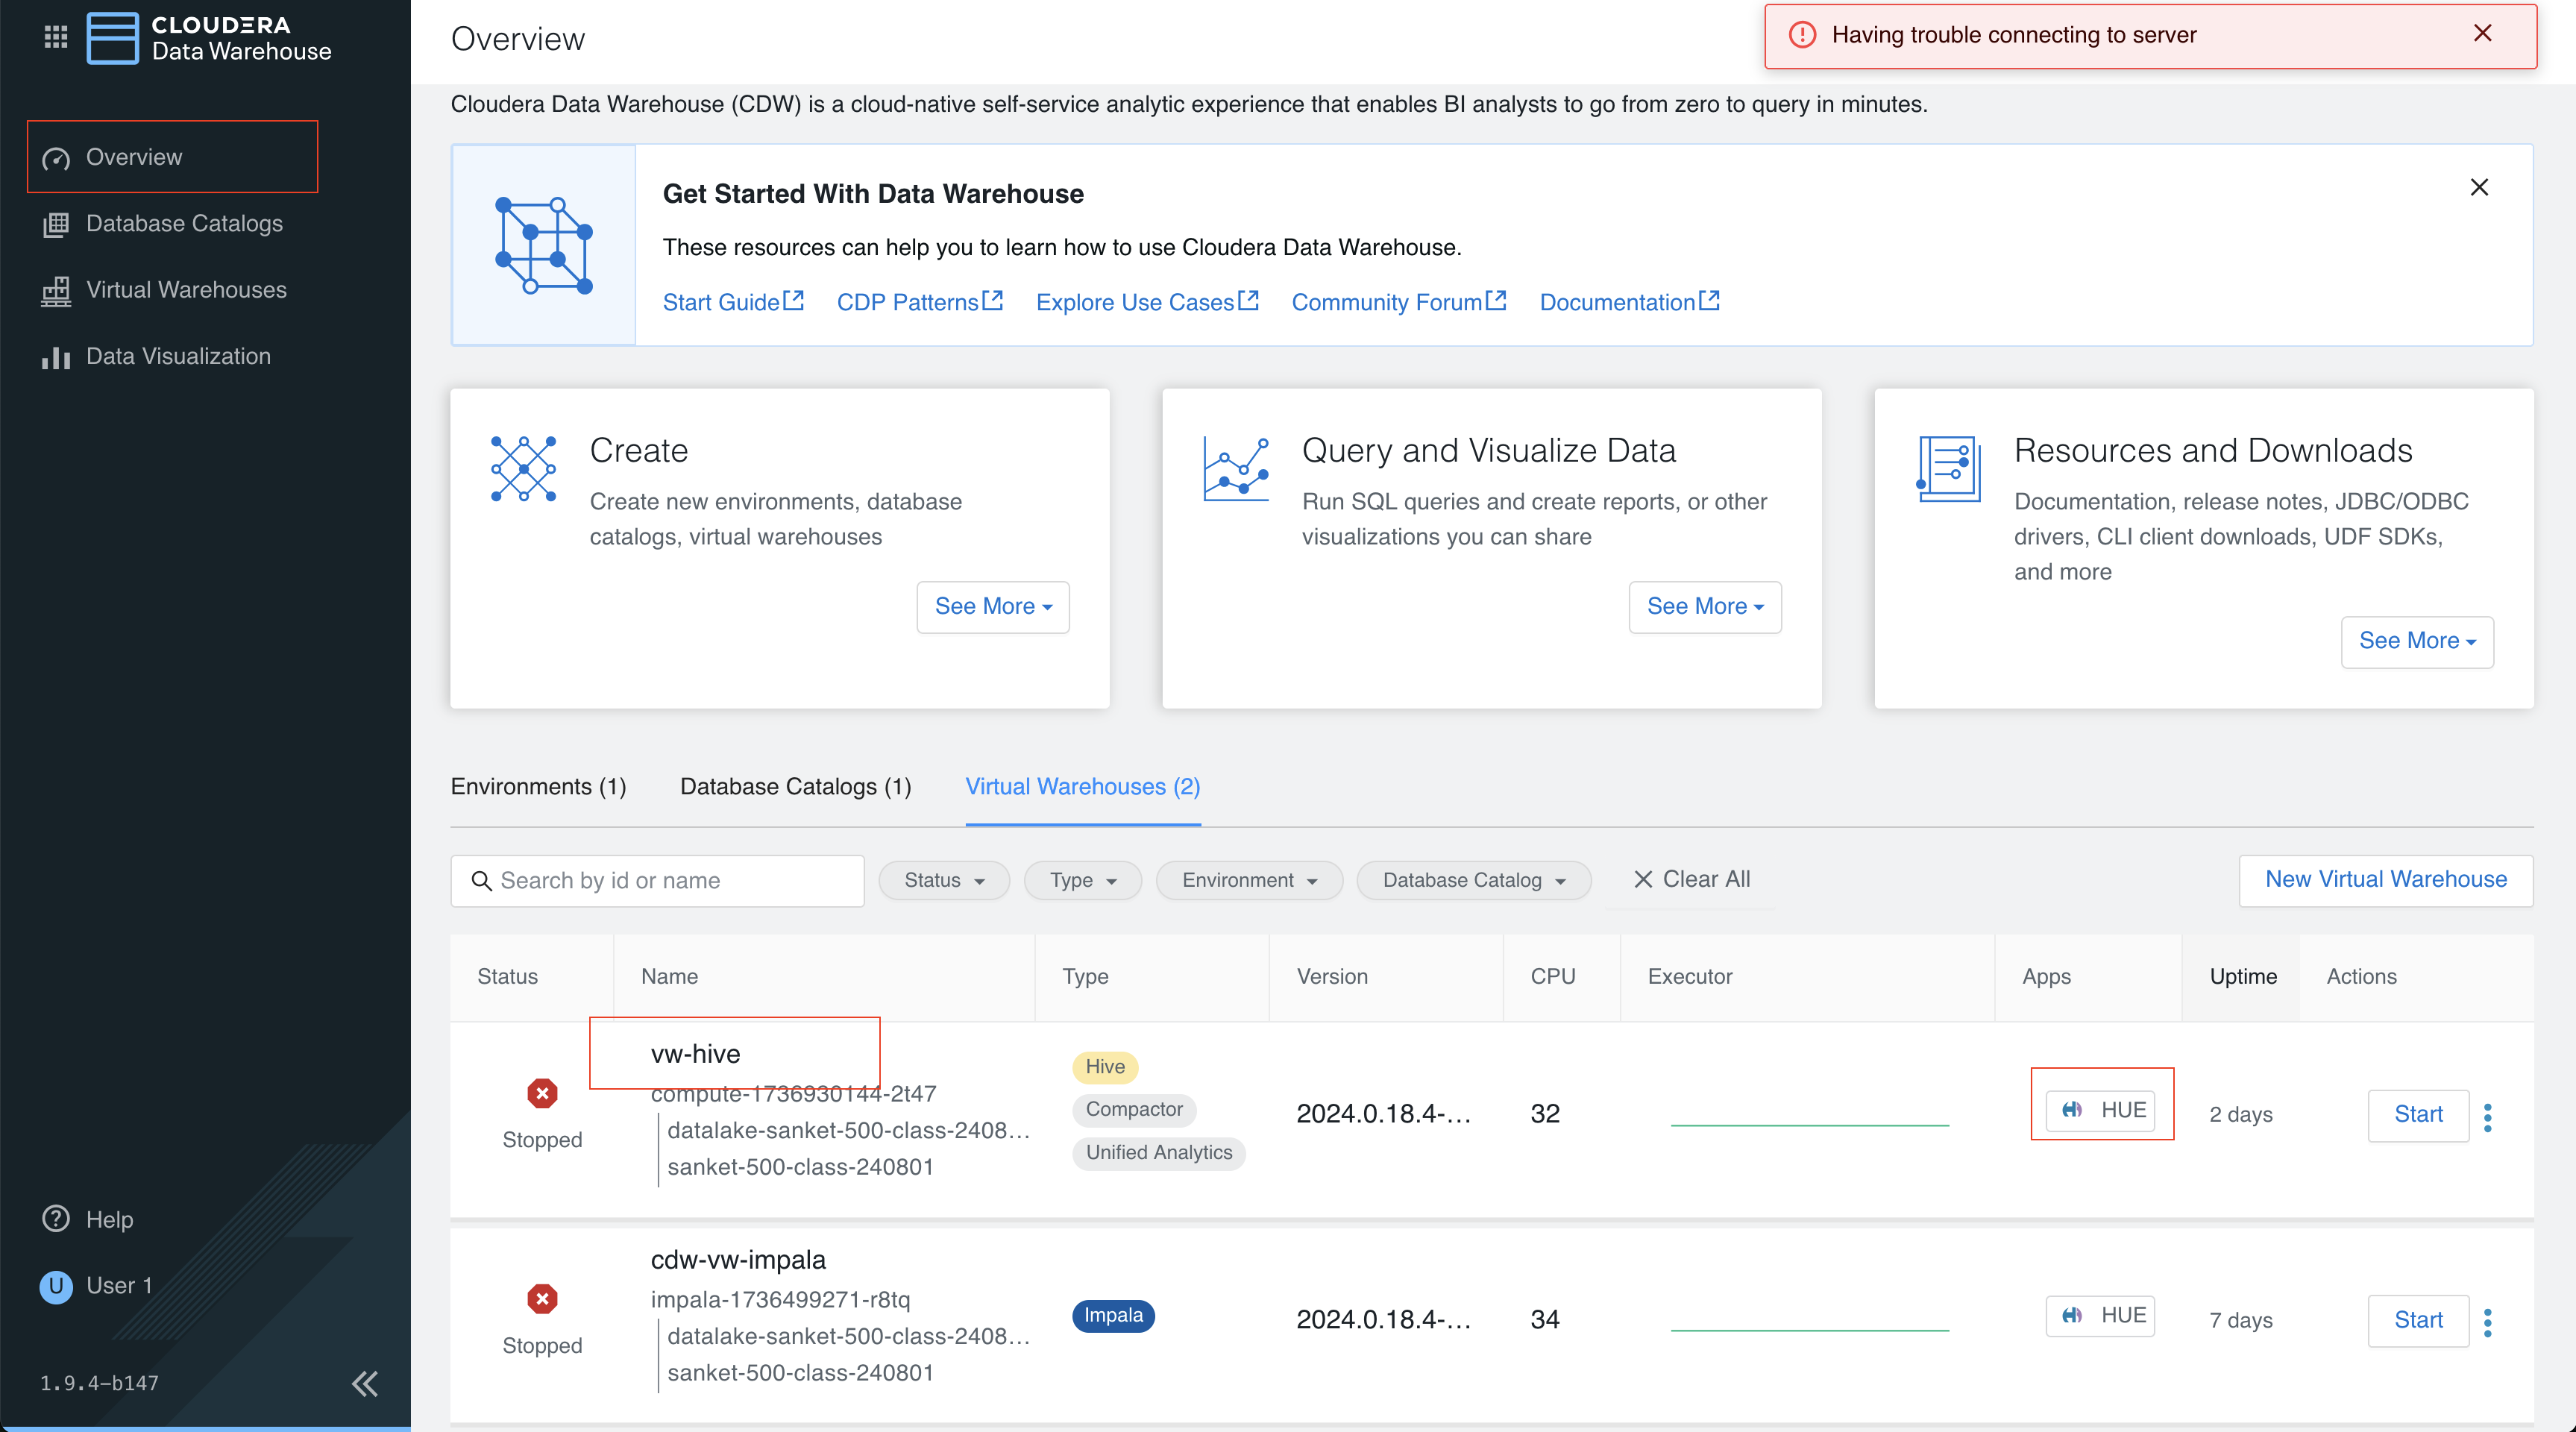 CLOUDERA
Data Warehouse
Overview
Database Catalogs
Virtual Warehouses
Data Visualization
Help
U
User 1
1.9.4-b147
Overview
Having trouble connecting to server
Cloudera Data Warehouse (CDW) is a cloud-native self-service analytic experience that enables BI analysts to go from zero to query in minutes.
Get Started With Data Warehouse
These resources can help you to learn how to use Cloudera Data Warehouse.
Start Guide CDP Patterns Explore Use Cases Community Forum Documentation
Create
Create new environments, database
catalogs, virtual warehouses
See More
Query and Visualize Data
Run SQL queries and create reports, or other
visualizations you can share
See More
Resources and Downloads
Documentation, release notes, JDBC/ODBC
drivers, CLI client downloads, UDF SDKs,
and more
See More
Environments (1) Database Catalogs (1) Virtual Warehouses (2)
Search by id or name Status Type Environment Database Catalog Clear All New Virtual Warehouse
Status Name Type Version CPU Executor Apps Uptime Actions
Stopped
vw-hive
compute-1736930144-2t47
datalake-sanket-500-class-2408...
sanket-500-class-240801
Hive
Compactor
Unified Analytics
2024.0.18.4-...
32
HUE
2 days
Start
Stopped
cdw-vw-impala
impala-1736499271-r8tq
datalake-sanket-500-class-2408...
sanket-500-class-240801
Impala
2024.0.18.4-...
34
HUE
7 days
Start